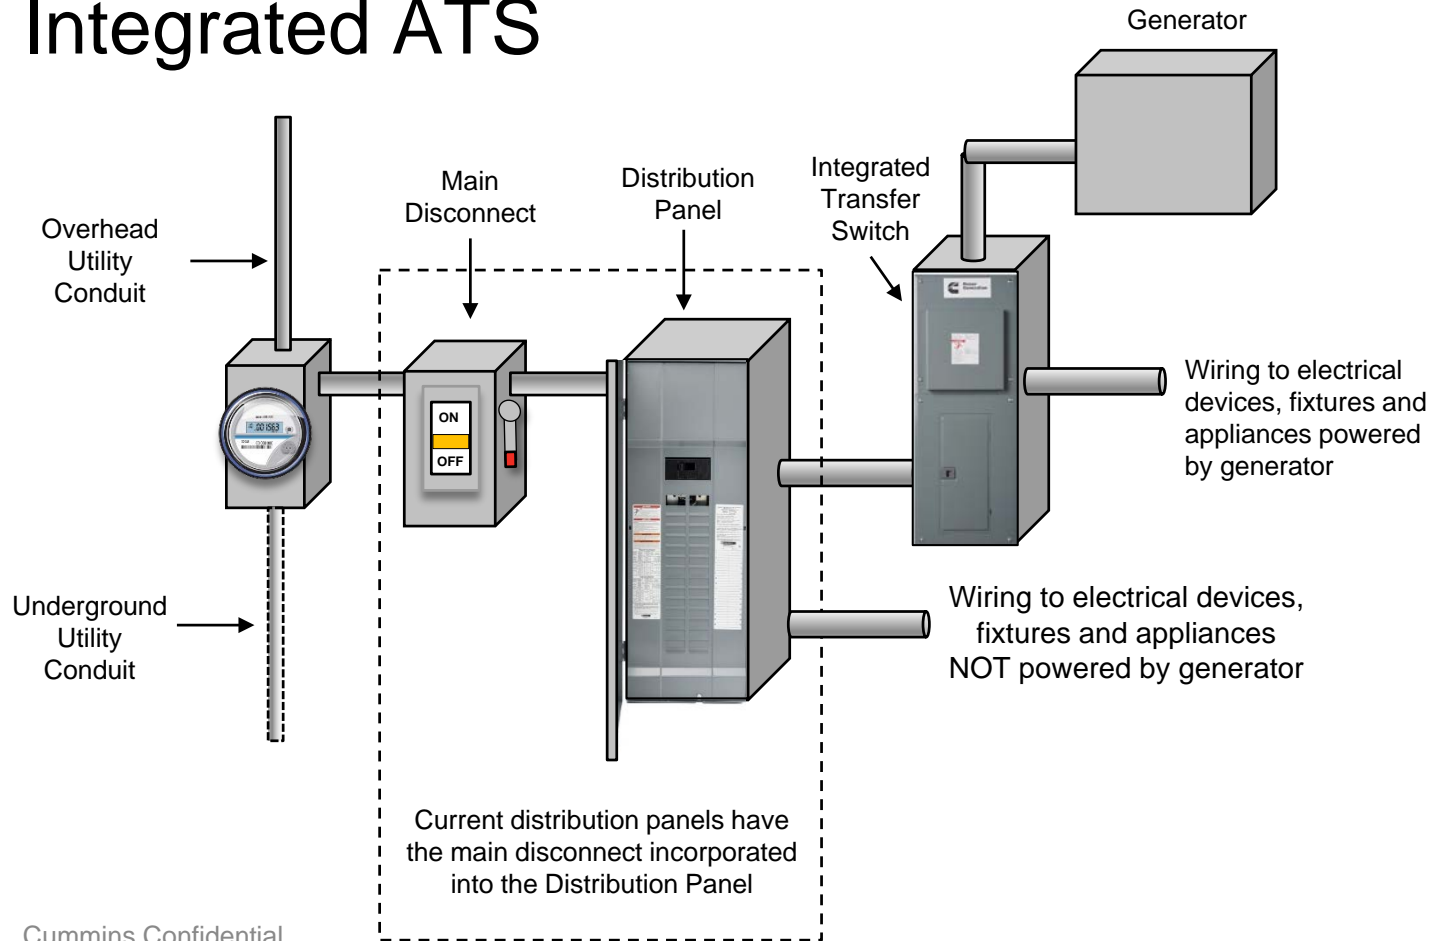 Integrated ATS
Generator
Main
Disconnect
Distribution
Panel
Integrated
Transfer
Switch
Overhead
Utility
Conduit
ON
OFF
Wiring to electrical
devices, fixtures and
appliances powered
by generator
Underground
Utility
Conduit
Wiring to electrical devices,
fixtures and appliances
NOT powered by generator
Current distribution panels have
the main disconnect incorporated
into the Distribution Panel
Cummins Confidential